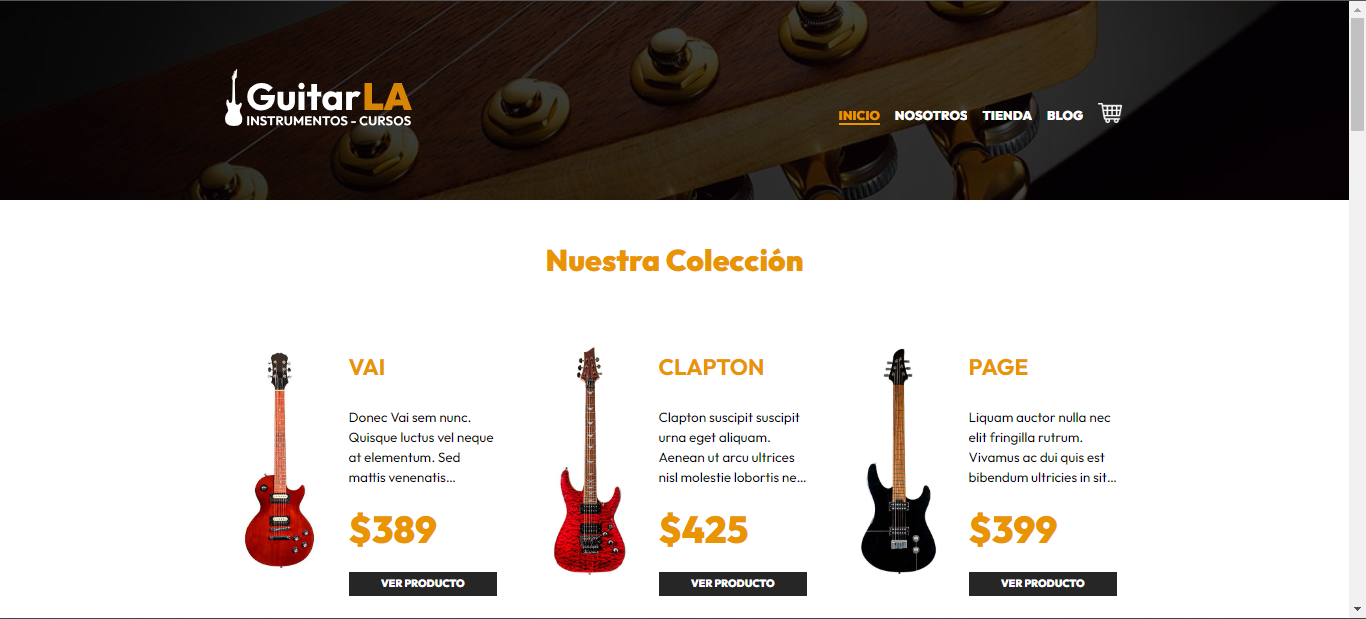 GuitarLA
INSTRUMENTOS - CURSOS
INICIO NOSOTROS TIENDA BLOG
Nuestra Colección
VAI
Donec Vai sem nunc.
Quisque luctus vel neque
at elementum. Sed
mattis venenatis...
$389
VER PRODUCTO
CLAPTON
Clapton suscipit suscipit
urna eget aliquam.
Aenean ut arcu ultrices
nisl molestie lobortis ne...
$425
VER PRODUCTO
PAGE
Liquam auctor nulla nec
elit fringilla rutrum.
Vivamus ac dui quis est
bibendum ultricies in sit...
$399
VER PRODUCTO